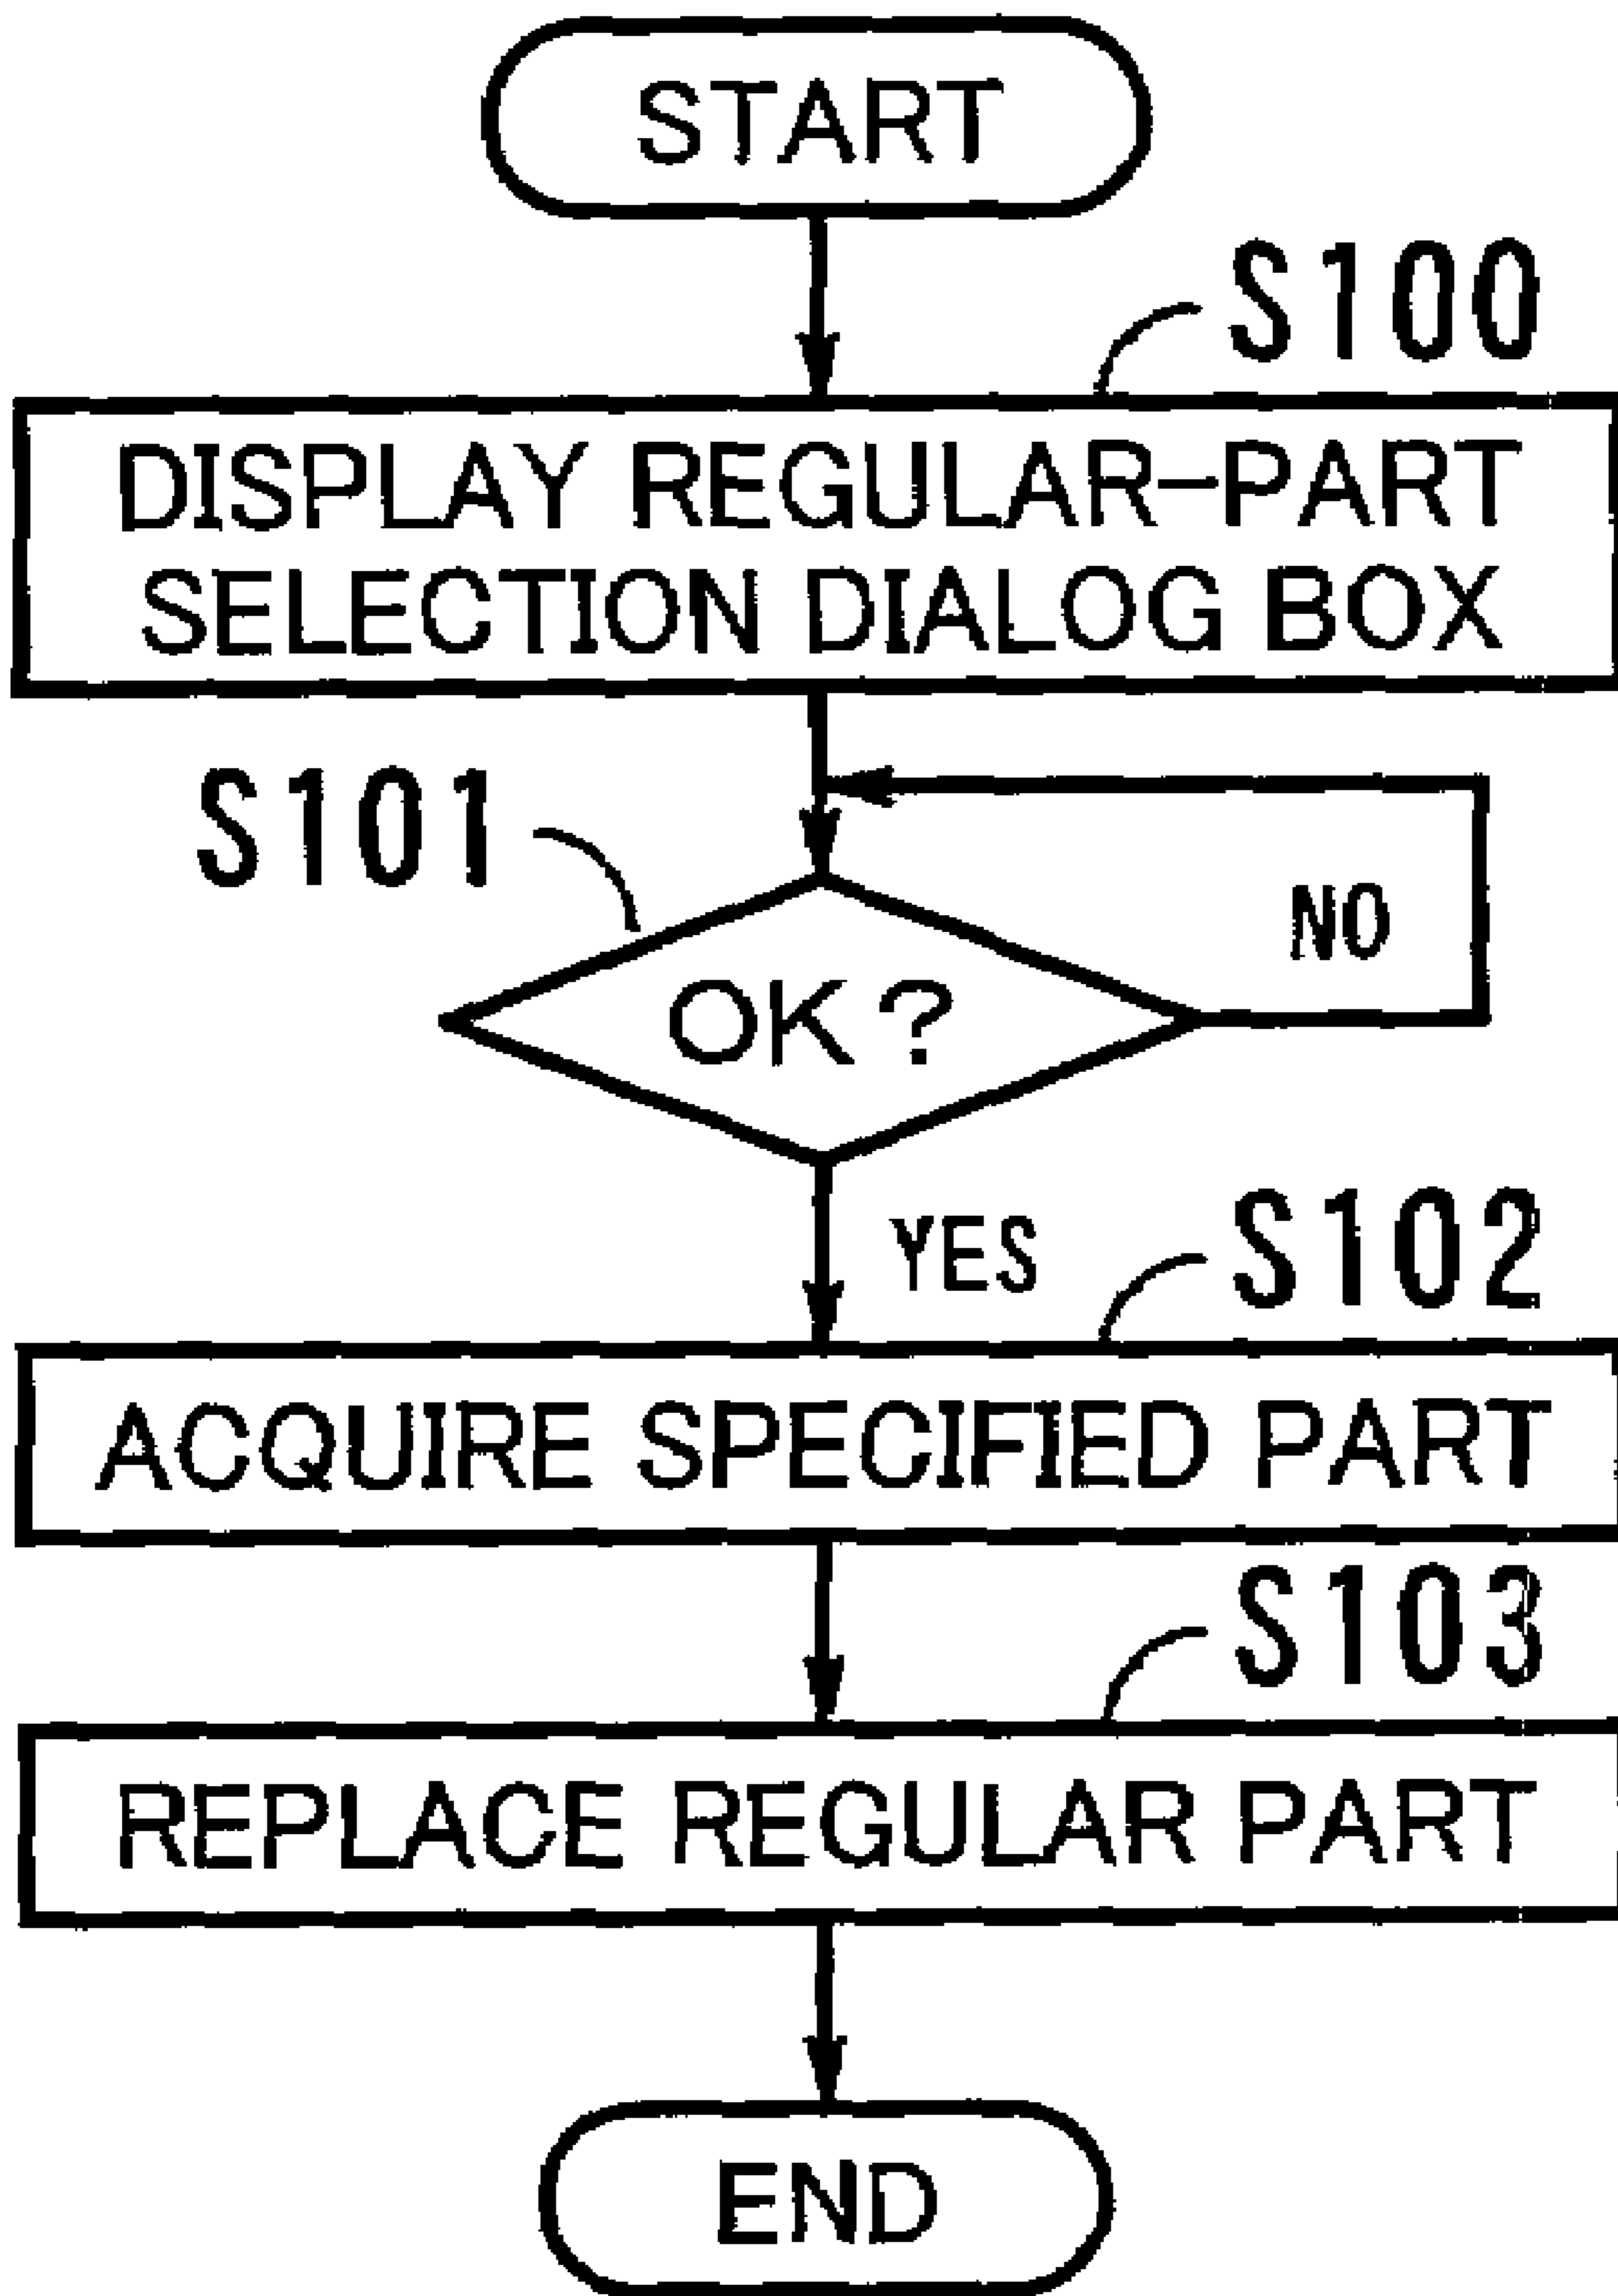 START
S100
DISPLAY REGULAR-PART
SELECTION DIALOG BOX
S101
NO
OK?
YES
S102
ACQUIRE SPECIFIED PART
S103
REPLACE REGULAR PART
END